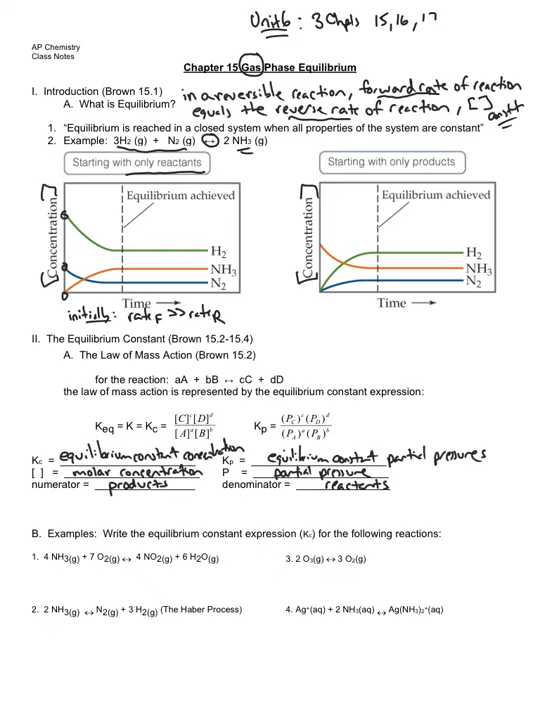 Unit 6 : 3 Chpls 15, 16, 17
AP Chemistry
Class Notes
Chapter 15 Gas Phase Equilibrium
I. Introduction (Brown 15.1)
A. What is Equilibrium? in a reversible reaction, forward rate of reaction
equals the reverse rate of reaction, [ ]
1. "Equilibrium is reached in a closed system when all properties of the system are constant"
2. Example: 3H₂ (g) + N₂ (g) ↔ 2 NH₃ (g)
Starting with only reactants
Starting with only products
[Concentration]
Equilibrium achieved
H₂
NH₃
N₂
Time
[Concentration]
Equilibrium achieved
H₂
NH₃
N₂
Time
initially: rate F >> rate R
II. The Equilibrium Constant (Brown 15.2-15.4)
A. The Law of Mass Action (Brown 15.2)
for the reaction: aA + bB ↔ cC + dD
the law of mass action is represented by the equilibrium constant expression:
Keq = K = Kc = [C]ᶜ[D]ᵈ / [A]ᵃ[B]ᵇ   Kp = (P_C)ᶜ(P_D)ᵈ / (P_A)ᵃ(P_B)ᵇ
Kc = equilibrium constant concentration   Kp = equilibrium constant partial pressures
[ ] = molar concentration   P = partial pressure
numerator = products   denominator = reactants
B. Examples: Write the equilibrium constant expression (Kc) for the following reactions:
1. 4 NH3(g) + 7 O2(g) ↔ 4 NO2(g) + 6 H2O(g)   3. 2 O₃(g) ↔ 3 O₂(g)
2. 2 NH3(g) ↔ N2(g) + 3 H2(g) (The Haber Process)   4. Ag⁺(aq) + 2 NH₃(aq) ↔ Ag(NH₃)₂⁺(aq)